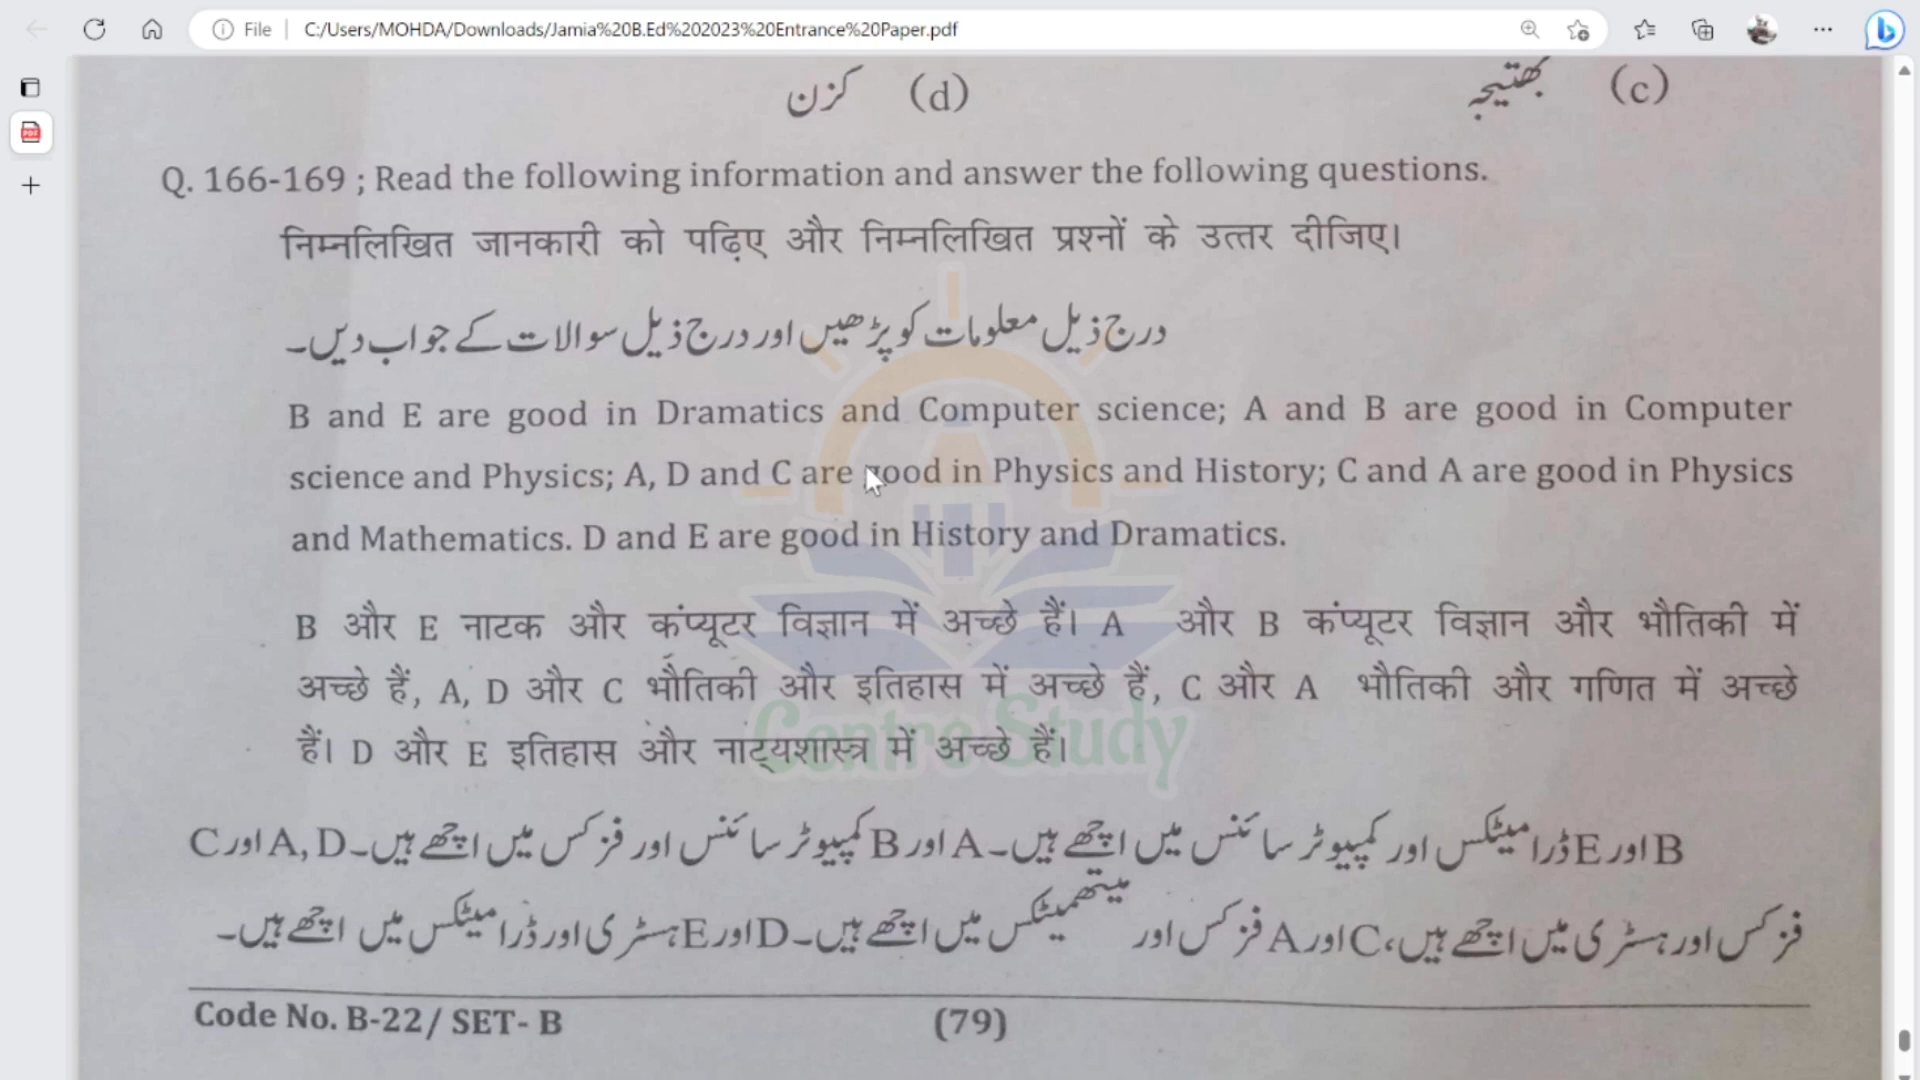 File C:/Users/MOHDA/Downloads/Jamia%20B.Ed%202023%20Entrance%20Paper.pdf
(c) بھتیجہ (d) کزن
Q. 166-169 ; Read the following information and answer the following questions.
निम्नलिखित जानकारी को पढ़िए और निम्नलिखित प्रश्नों के उत्तर दीजिए।
درج ذیل معلومات کو پڑھیں اور درج ذیل سوالات کے جواب دیں۔
B and E are good in Dramatics and Computer science; A and B are good in Computer
science and Physics; A, D and C are good in Physics and History; C and A are good in Physics
and Mathematics. D and E are good in History and Dramatics.
B और E नाटक और कंप्यूटर विज्ञान में अच्छे हैं। A और B कंप्यूटर विज्ञान और भौतिकी में
अच्छे हैं, A, D और C भौतिकी और इतिहास में अच्छे हैं, C और A भौतिकी और गणित में अच्छे
हैं। D और E इतिहास और नाट्यशास्त्र में अच्छे हैं।
Centre Study
B اور E ڈرامیٹکس اور کمپیوٹر سائنس میں اچھے ہیں۔ A اور B کمپیوٹر سائنس اور فزکس میں اچھے ہیں۔ A, D اور C
فزکس اور ہسٹری میں اچھے ہیں، C اور A فزکس اور میتھمیٹکس میں اچھے ہیں۔ D اور E ہسٹری اور ڈرامیٹکس میں اچھے ہیں۔
Code No. B-22/ SET- B (79)